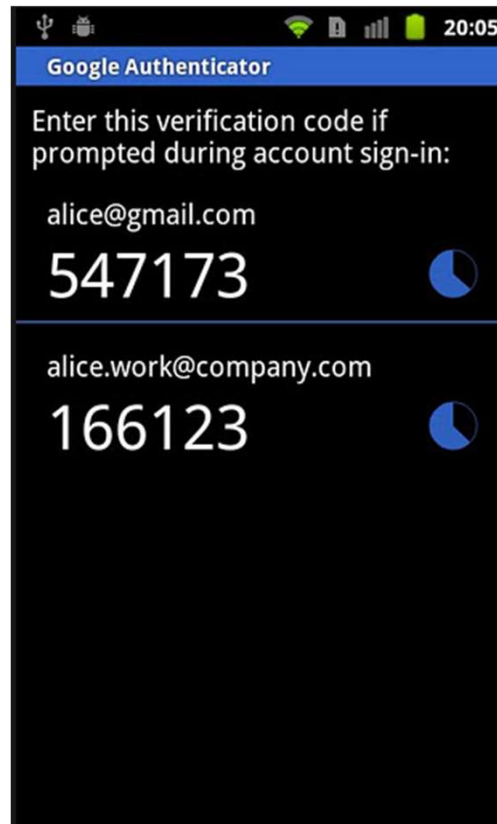 20:05
Google Authenticator
Enter this verification code if
prompted during account sign-in:
alice@gmail.com
547173
alice.work@company.com
166123